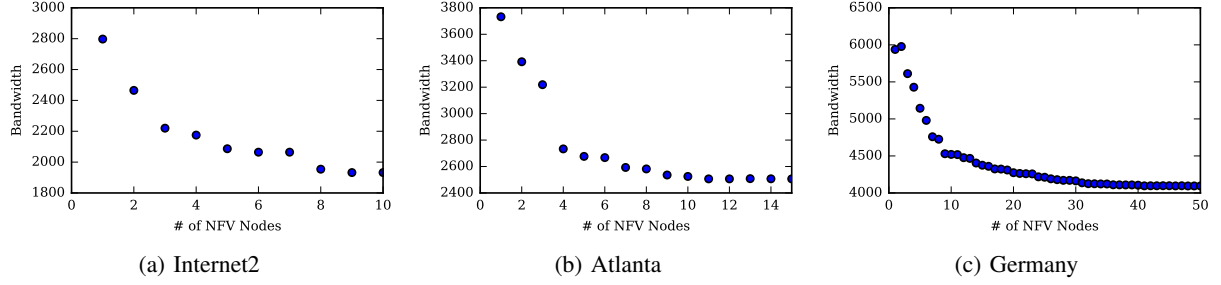 3000
2800
2600
2400
2200
2000
1800
Bandwidth
0 2 4 6 8 10
# of NFV Nodes
(a) Internet2
3800
3600
3400
3200
3000
2800
2600
2400
Bandwidth
0 2 4 6 8 10 12 14
# of NFV Nodes
(b) Atlanta
6500
6000
5500
5000
4500
4000
Bandwidth
0 10 20 30 40 50
# of NFV Nodes
(c) Germany